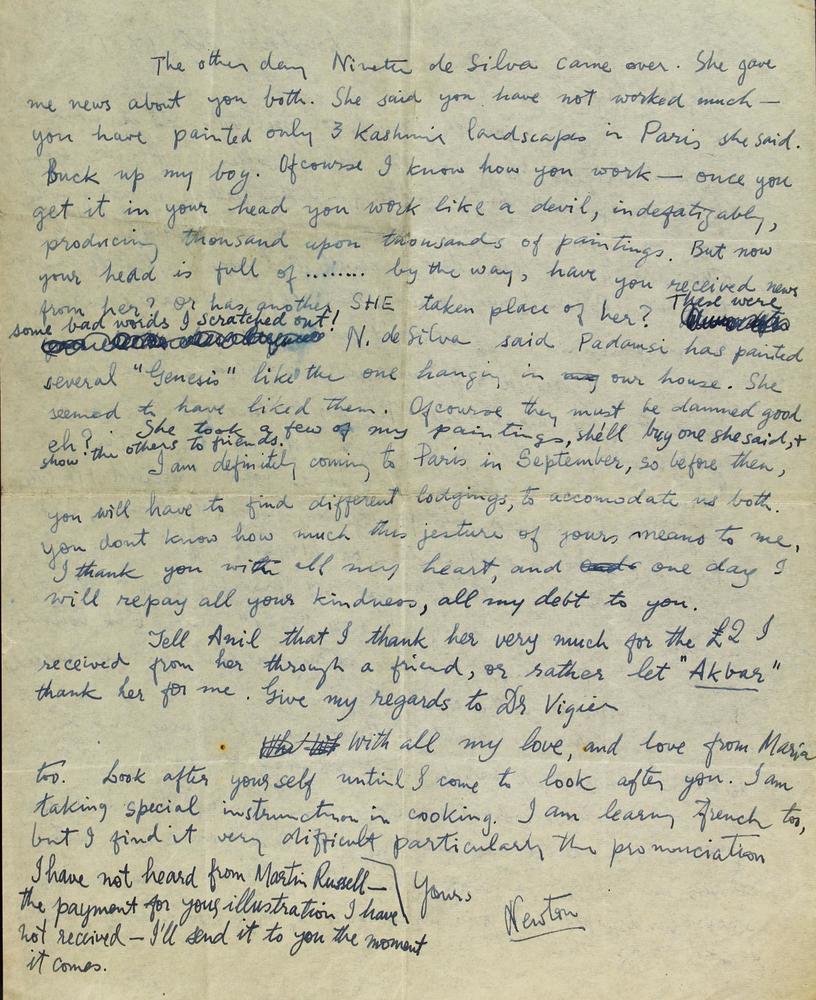 The other day Ninette de Silva came over. She gave
me news about you both. She said you have not worked much —
you have painted only 3 Kashmir landscapes in Paris she said.
Buck up my boy. Ofcourse I know how you work — once you
get it in your head you work like a devil, indefatigably,
producing thousand upon thousands of paintings. But now
your head is full of ........ by the way, have you received news
from her? Or has another SHE taken place of her? These were
some bad words I scratched out!
N. de Silva said Padamsi has painted
several "Genesis" like the one hanging in our house. She
seemed to have liked them. Ofcourse they must be damned good
eh? She took a few of my paintings, she'll buy one she said, +
show the others to friends.
I am definitely coming to Paris in September, so before then,
you will have to find different lodgings, to accomodate us both.
You dont know how much this jesture of yours means to me,
I thank you with all my heart, and one day I
will repay all your kindness, all my debt to you.
Tell Anil that I thank her very much for the £2 I
received from her through a friend, or rather let "Akbar"
thank her for me. Give my regards to Dr Vigier
With all my love, and love from Maria
too. Look after yourself until I come to look after you. I am
taking special instrunction in cooking. I am learny French too,
but I find it very difficult particularly the pronunciation
I have not heard from Martin Russell —
the payment for your illustration I have
not received — I'll send it to you the moment
it comes.
Yours
Newton